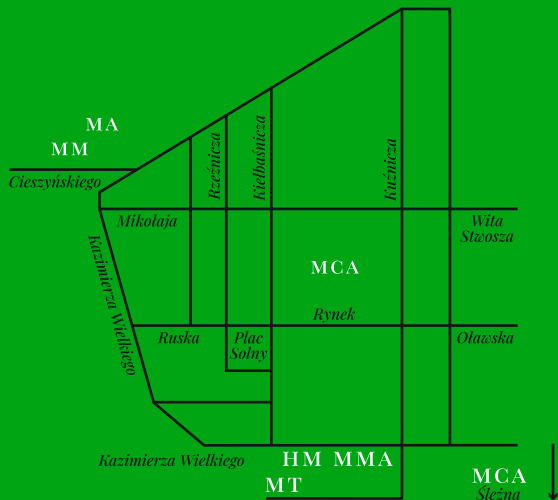 MA
MM
Cieszyńskiego
Rzeźnicza
Kiełbaśnicza
Kuźnicza
Mikołaja
Wita
Stwosza
Kazimierza Wielkiego
MCA
Rynek
Ruska
Plac
Solny
Oławska
Kazimierza Wielkiego
HM MMA
MT
MCA
Ślężna